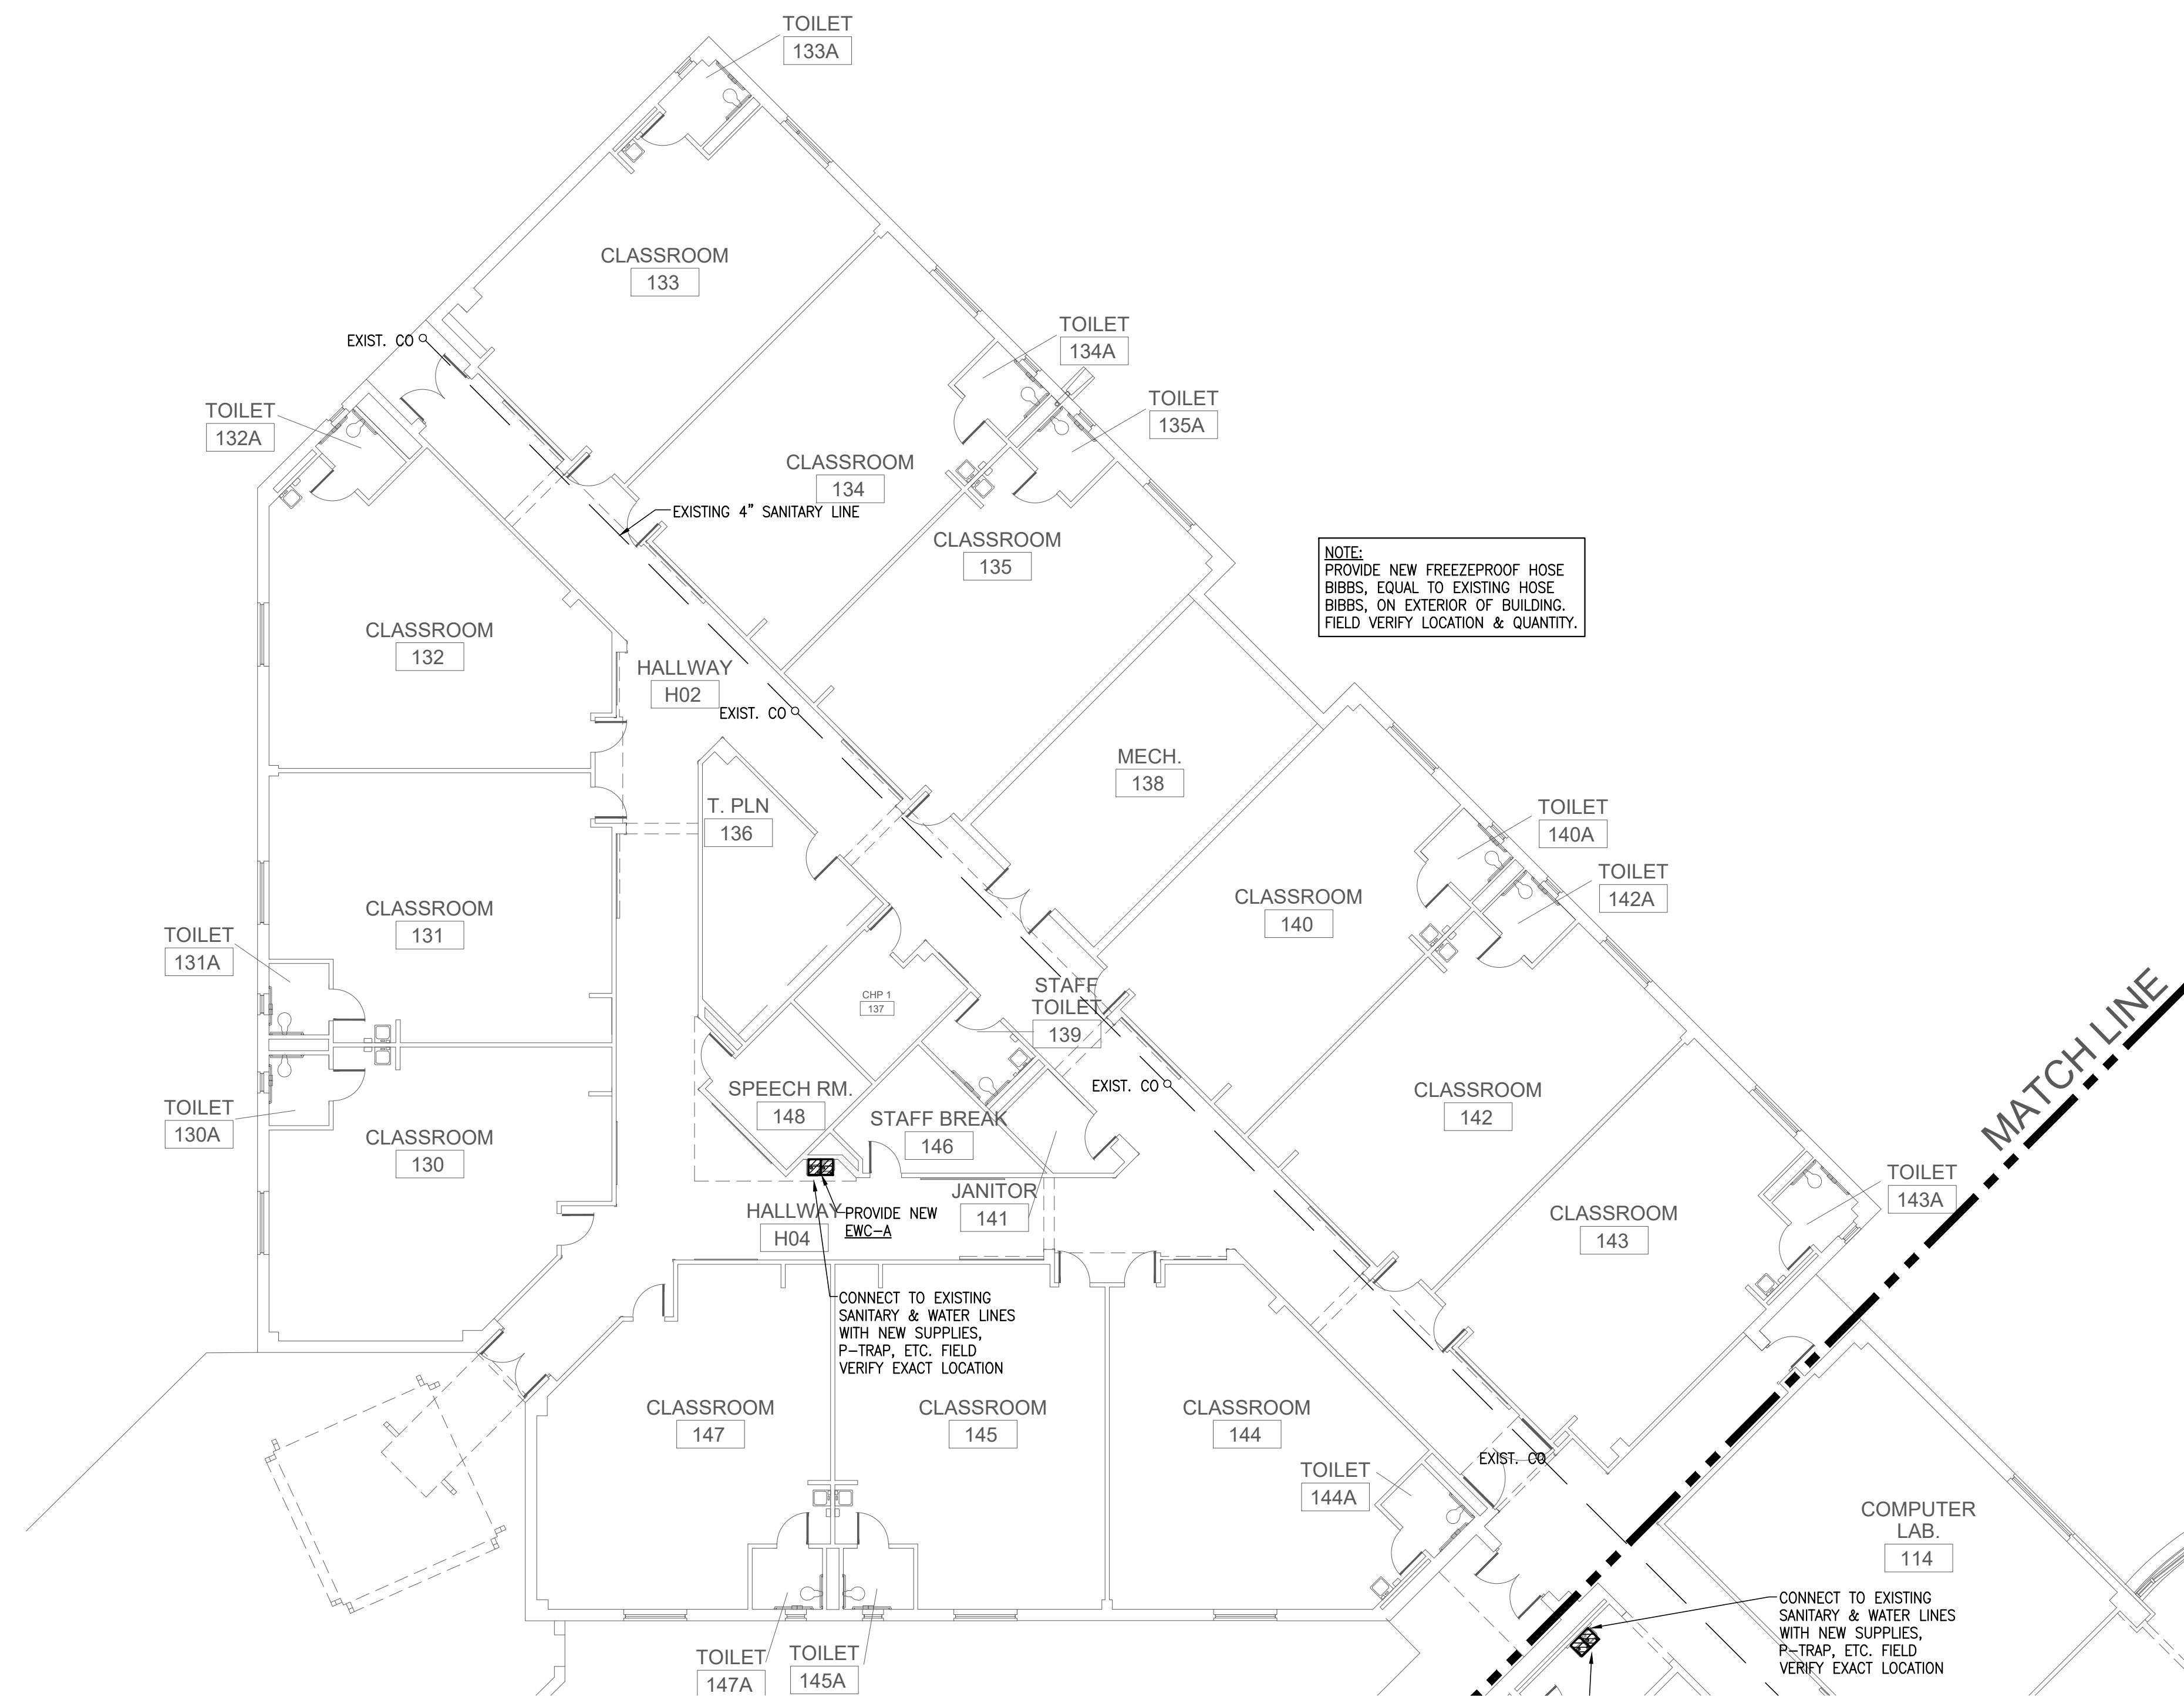 TOILET
133A
CLASSROOM
133
EXIST. CO
TOILET
134A
TOILET
132A
TOILET
135A
CLASSROOM
134
EXISTING 4" SANITARY LINE
CLASSROOM
135
NOTE:
PROVIDE NEW FREEZEPROOF HOSE
BIBBS, EQUAL TO EXISTING HOSE
BIBBS, ON EXTERIOR OF BUILDING.
FIELD VERIFY LOCATION & QUANTITY.
CLASSROOM
132
HALLWAY
H02
EXIST. CO
MECH.
138
T. PLN
136
TOILET
140A
TOILET
142A
CLASSROOM
140
CLASSROOM
131
TOILET
131A
CHP 1
137
STAFF
TOILET
139
MATCH LINE
EXIST. CO
SPEECH RM.
148
STAFF BREAK
146
CLASSROOM
142
TOILET
130A
CLASSROOM
130
TOILET
143A
JANITOR
141
HALLWAY
H04
PROVIDE NEW
EWC-A
CLASSROOM
143
CONNECT TO EXISTING
SANITARY & WATER LINES
WITH NEW SUPPLIES,
P-TRAP, ETC. FIELD
VERIFY EXACT LOCATION
CLASSROOM
147
CLASSROOM
145
CLASSROOM
144
EXIST. CO
TOILET
144A
COMPUTER
LAB.
114
CONNECT TO EXISTING
SANITARY & WATER LINES
WITH NEW SUPPLIES,
P-TRAP, ETC. FIELD
VERIFY EXACT LOCATION
TOILET
147A
TOILET
145A